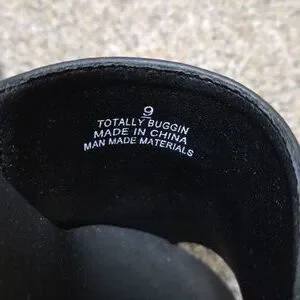 9
TOTALLY BUGGIN
MADE IN CHINA
MAN MADE MATERIALS